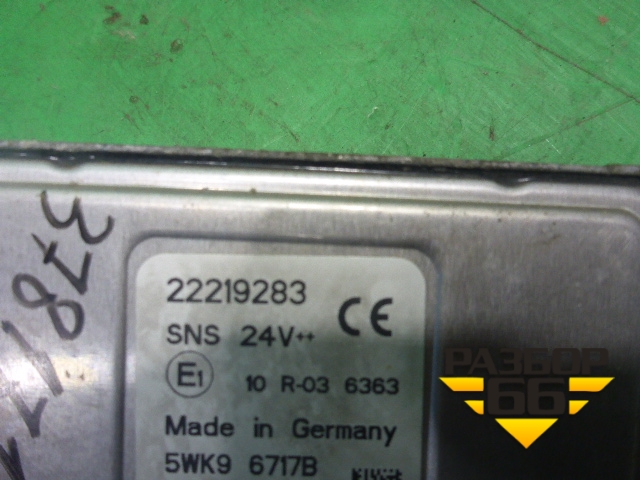 22219283
SNS 24V++
CE
E1
10 R-03 6363
Made in Germany
5WK9 6717B
РАЗБОР
66